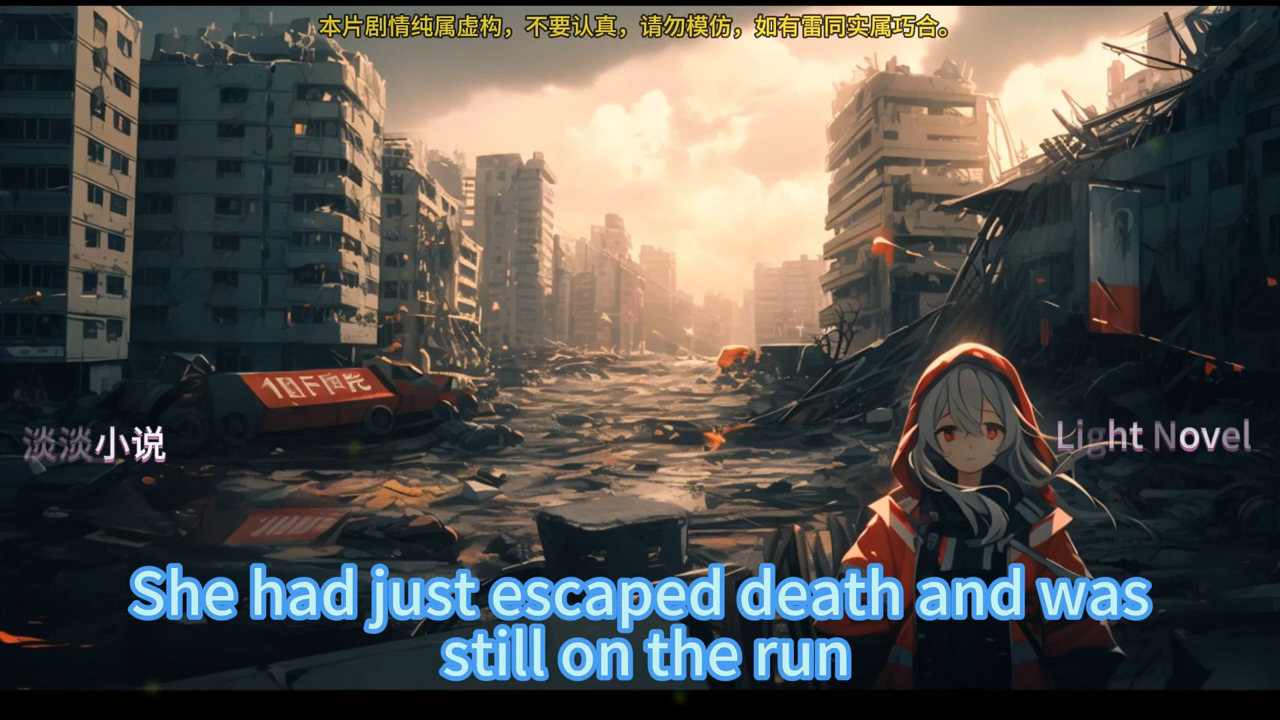 本片剧情纯属虚构，不要认真，请勿模仿，如有雷同实属巧合。
淡淡小说
Light Novel
She had just escaped death and was
still on the run